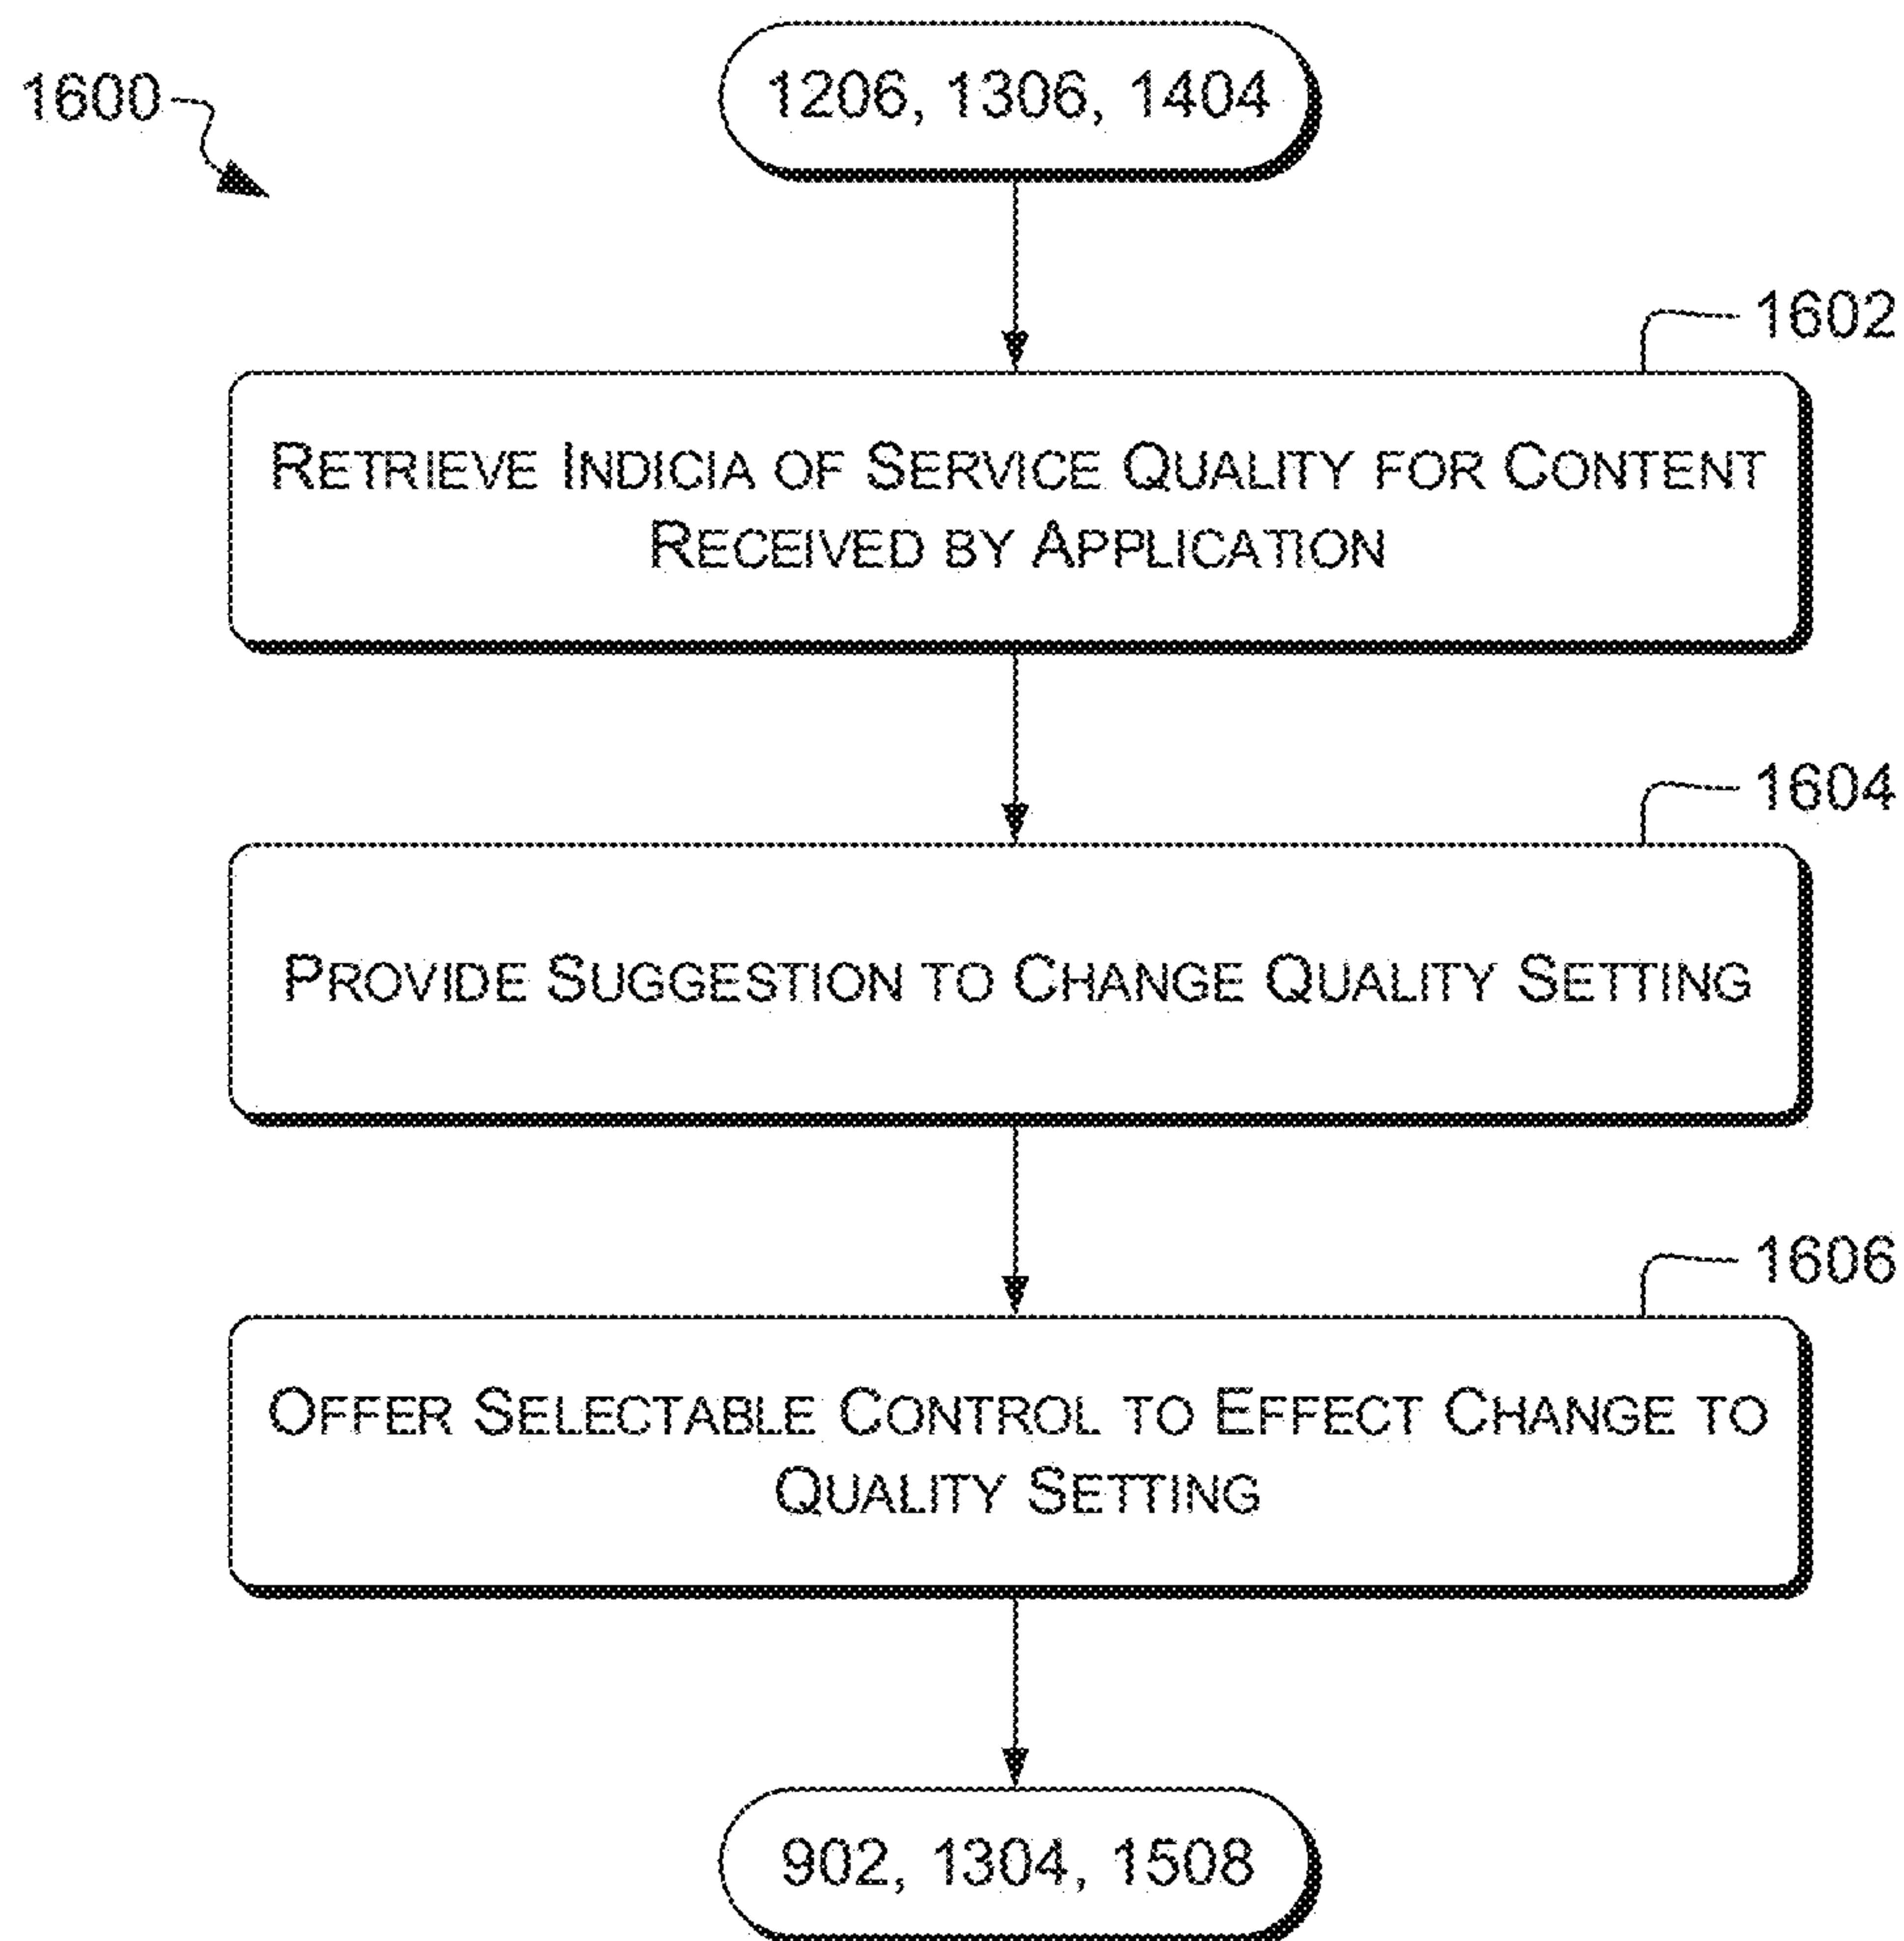 1600
1206, 1306, 1404
1602
RETRIEVE INDICIA OF SERVICE QUALITY FOR CONTENT
RECEIVED BY APPLICATION
1604
PROVIDE SUGGESTION TO CHANGE QUALITY SETTING
1606
OFFER SELECTABLE CONTROL TO EFFECT CHANGE TO
QUALITY SETTING
902, 1304, 1508